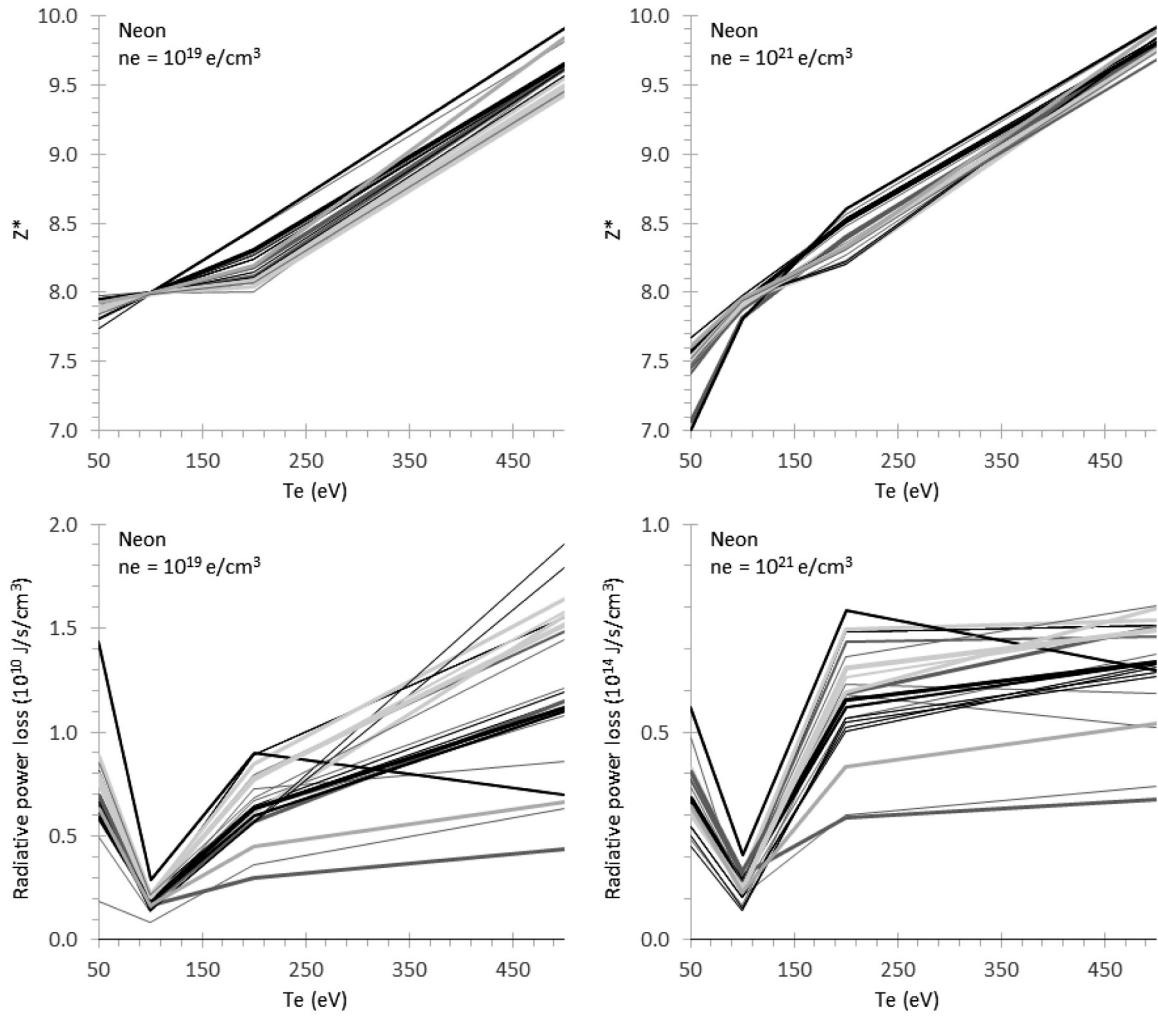 Neon
ne = 10¹⁹ e/cm³
10.0
9.5
9.0
8.5
8.0
7.5
7.0
Z*
50 150 250 350 450
Te (eV)
Neon
ne = 10²¹ e/cm³
10.0
9.5
9.0
8.5
8.0
7.5
7.0
Z*
50 150 250 350 450
Te (eV)
Neon
ne = 10¹⁹ e/cm³
2.0
1.5
1.0
0.5
0.0
Radiative power loss (10¹⁰ J/s/cm³)
50 150 250 350 450
Te (eV)
Neon
ne = 10²¹ e/cm³
1.0
0.5
0.0
Radiative power loss (10¹⁴ J/s/cm³)
50 150 250 350 450
Te (eV)